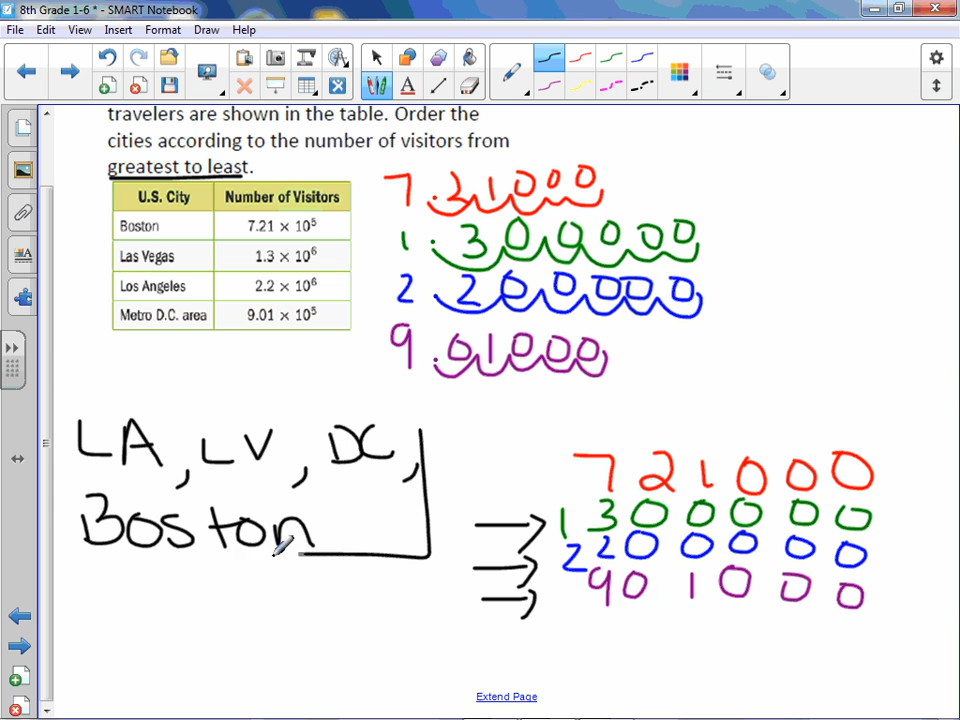 8th Grade 1-6 * - SMART Notebook
File Edit View Insert Format Draw Help
travelers are shown in the table. Order the
cities according to the number of visitors from
greatest to least.
U.S. City Number of Visitors
Boston 7.21 × 10⁵
Las Vegas 1.3 × 10⁶
Los Angeles 2.2 × 10⁶
Metro D.C. area 9.01 × 10⁵
7.21000
1.3000000
2.200000
9.01000
LA, LV, DC,
Boston
721000
1300000
2200000
901000
Extend Page